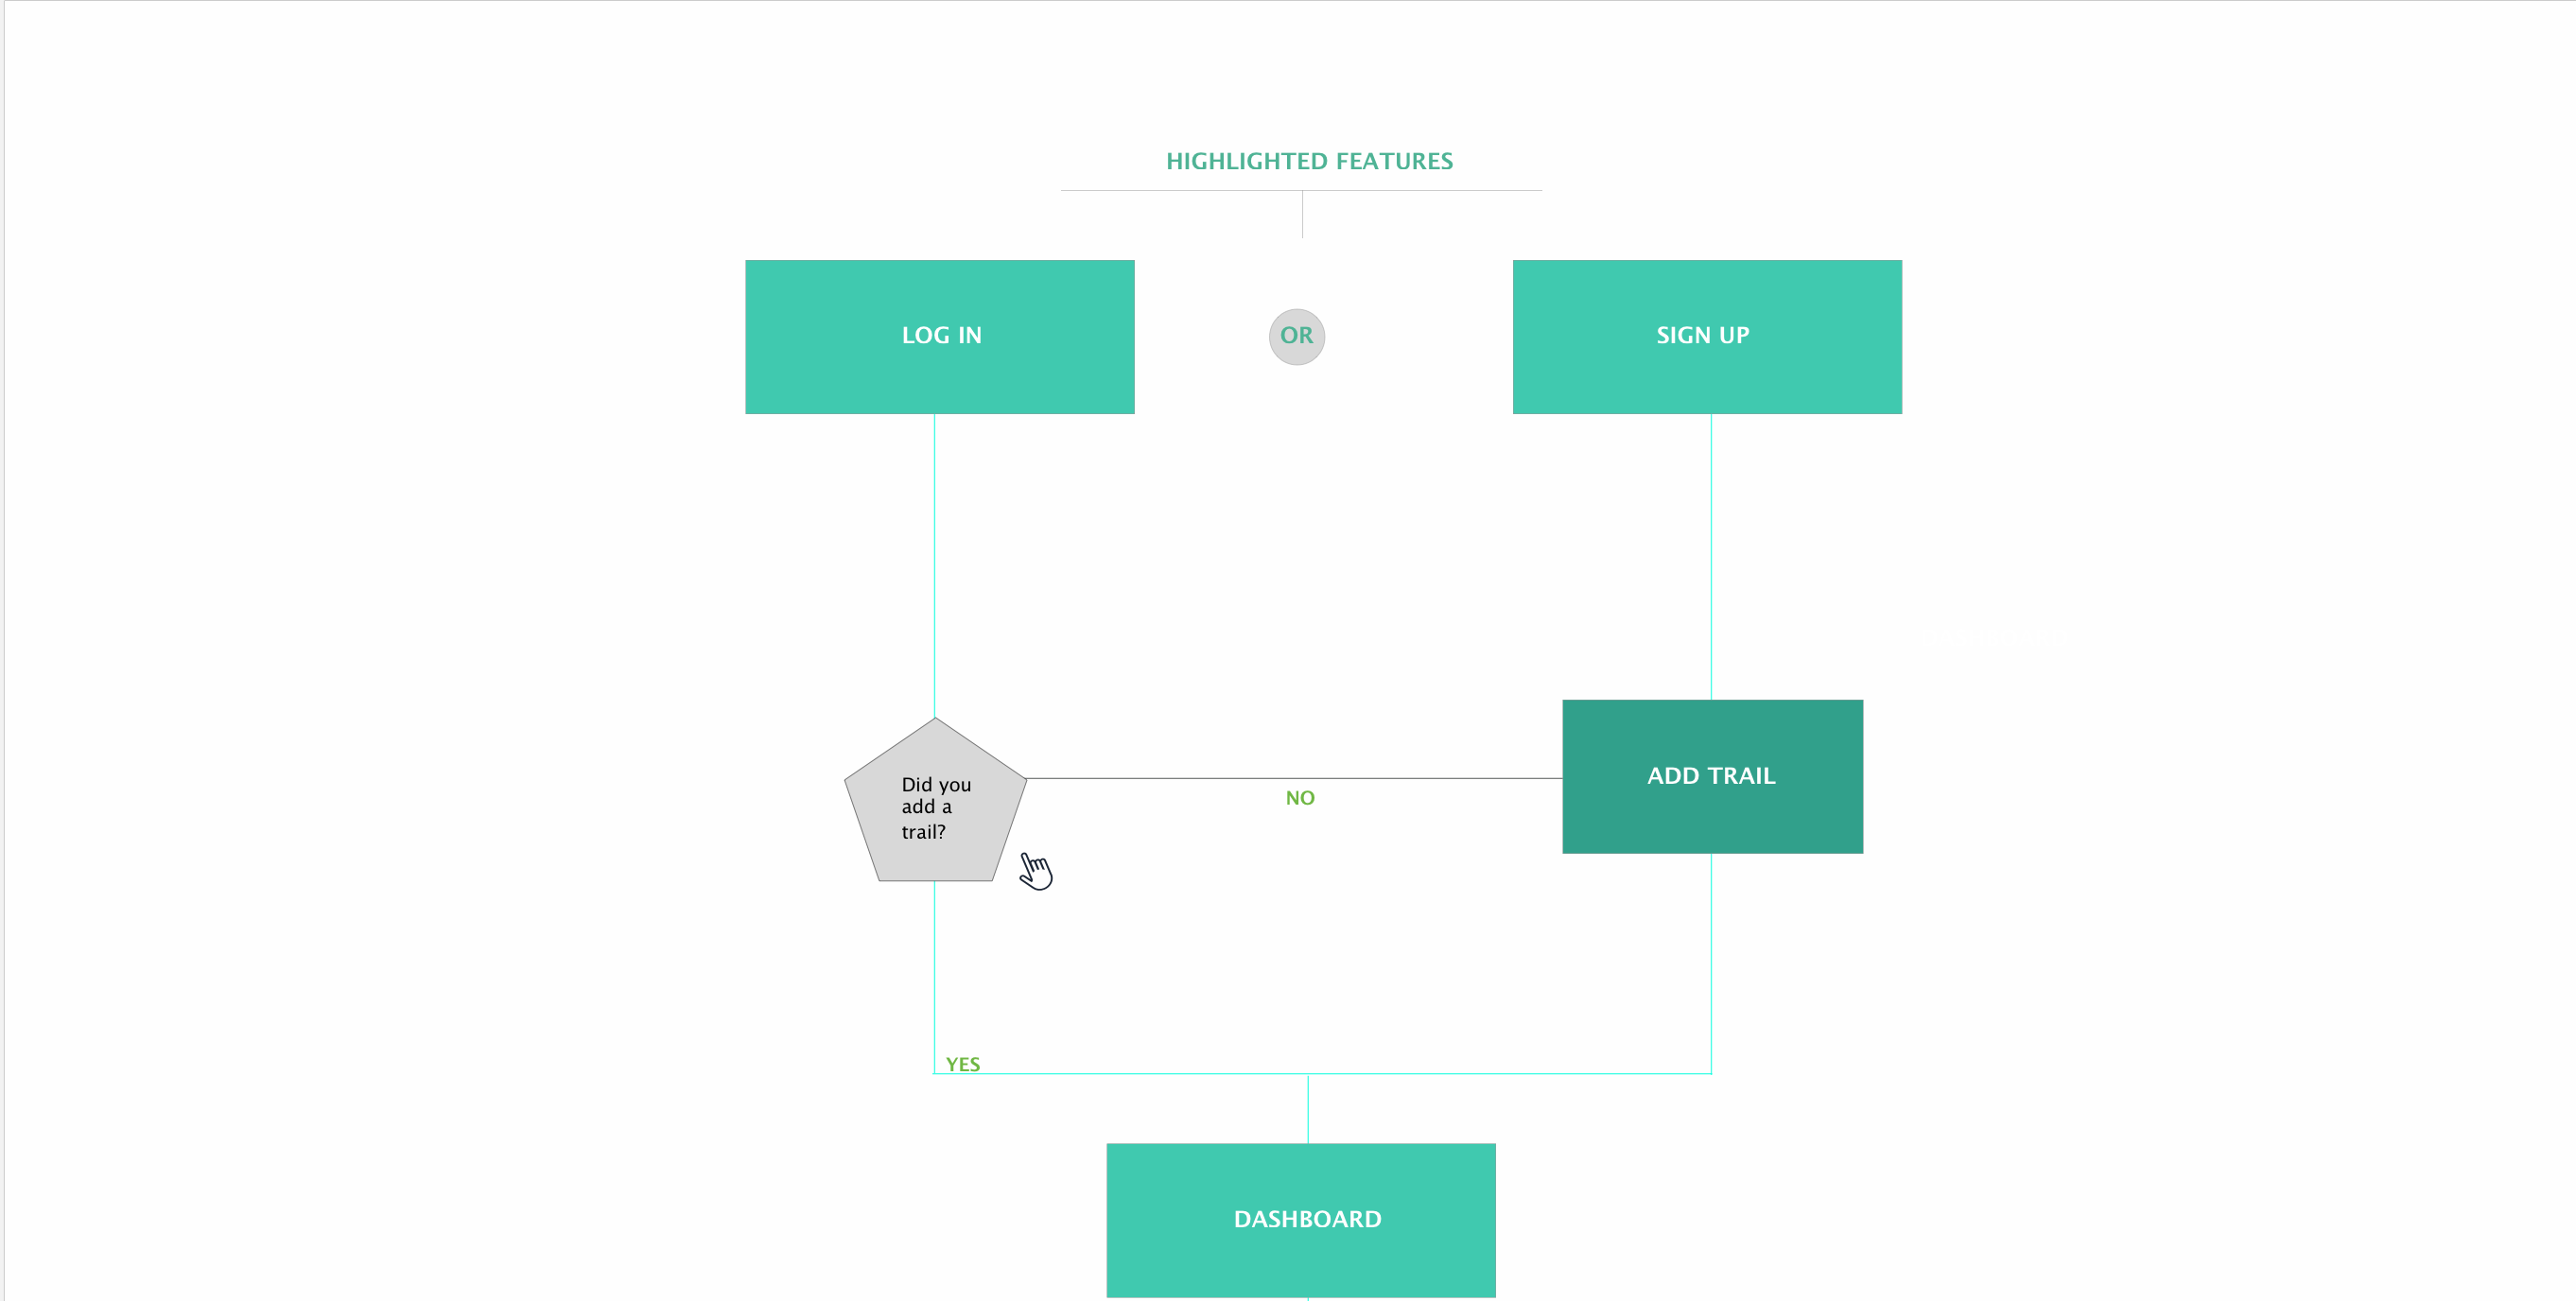 HIGHLIGHTED FEATURES
LOG IN
OR
SIGN UP
Did you
add a
trail?
NO
ADD TRAIL
YES
DASHBOARD